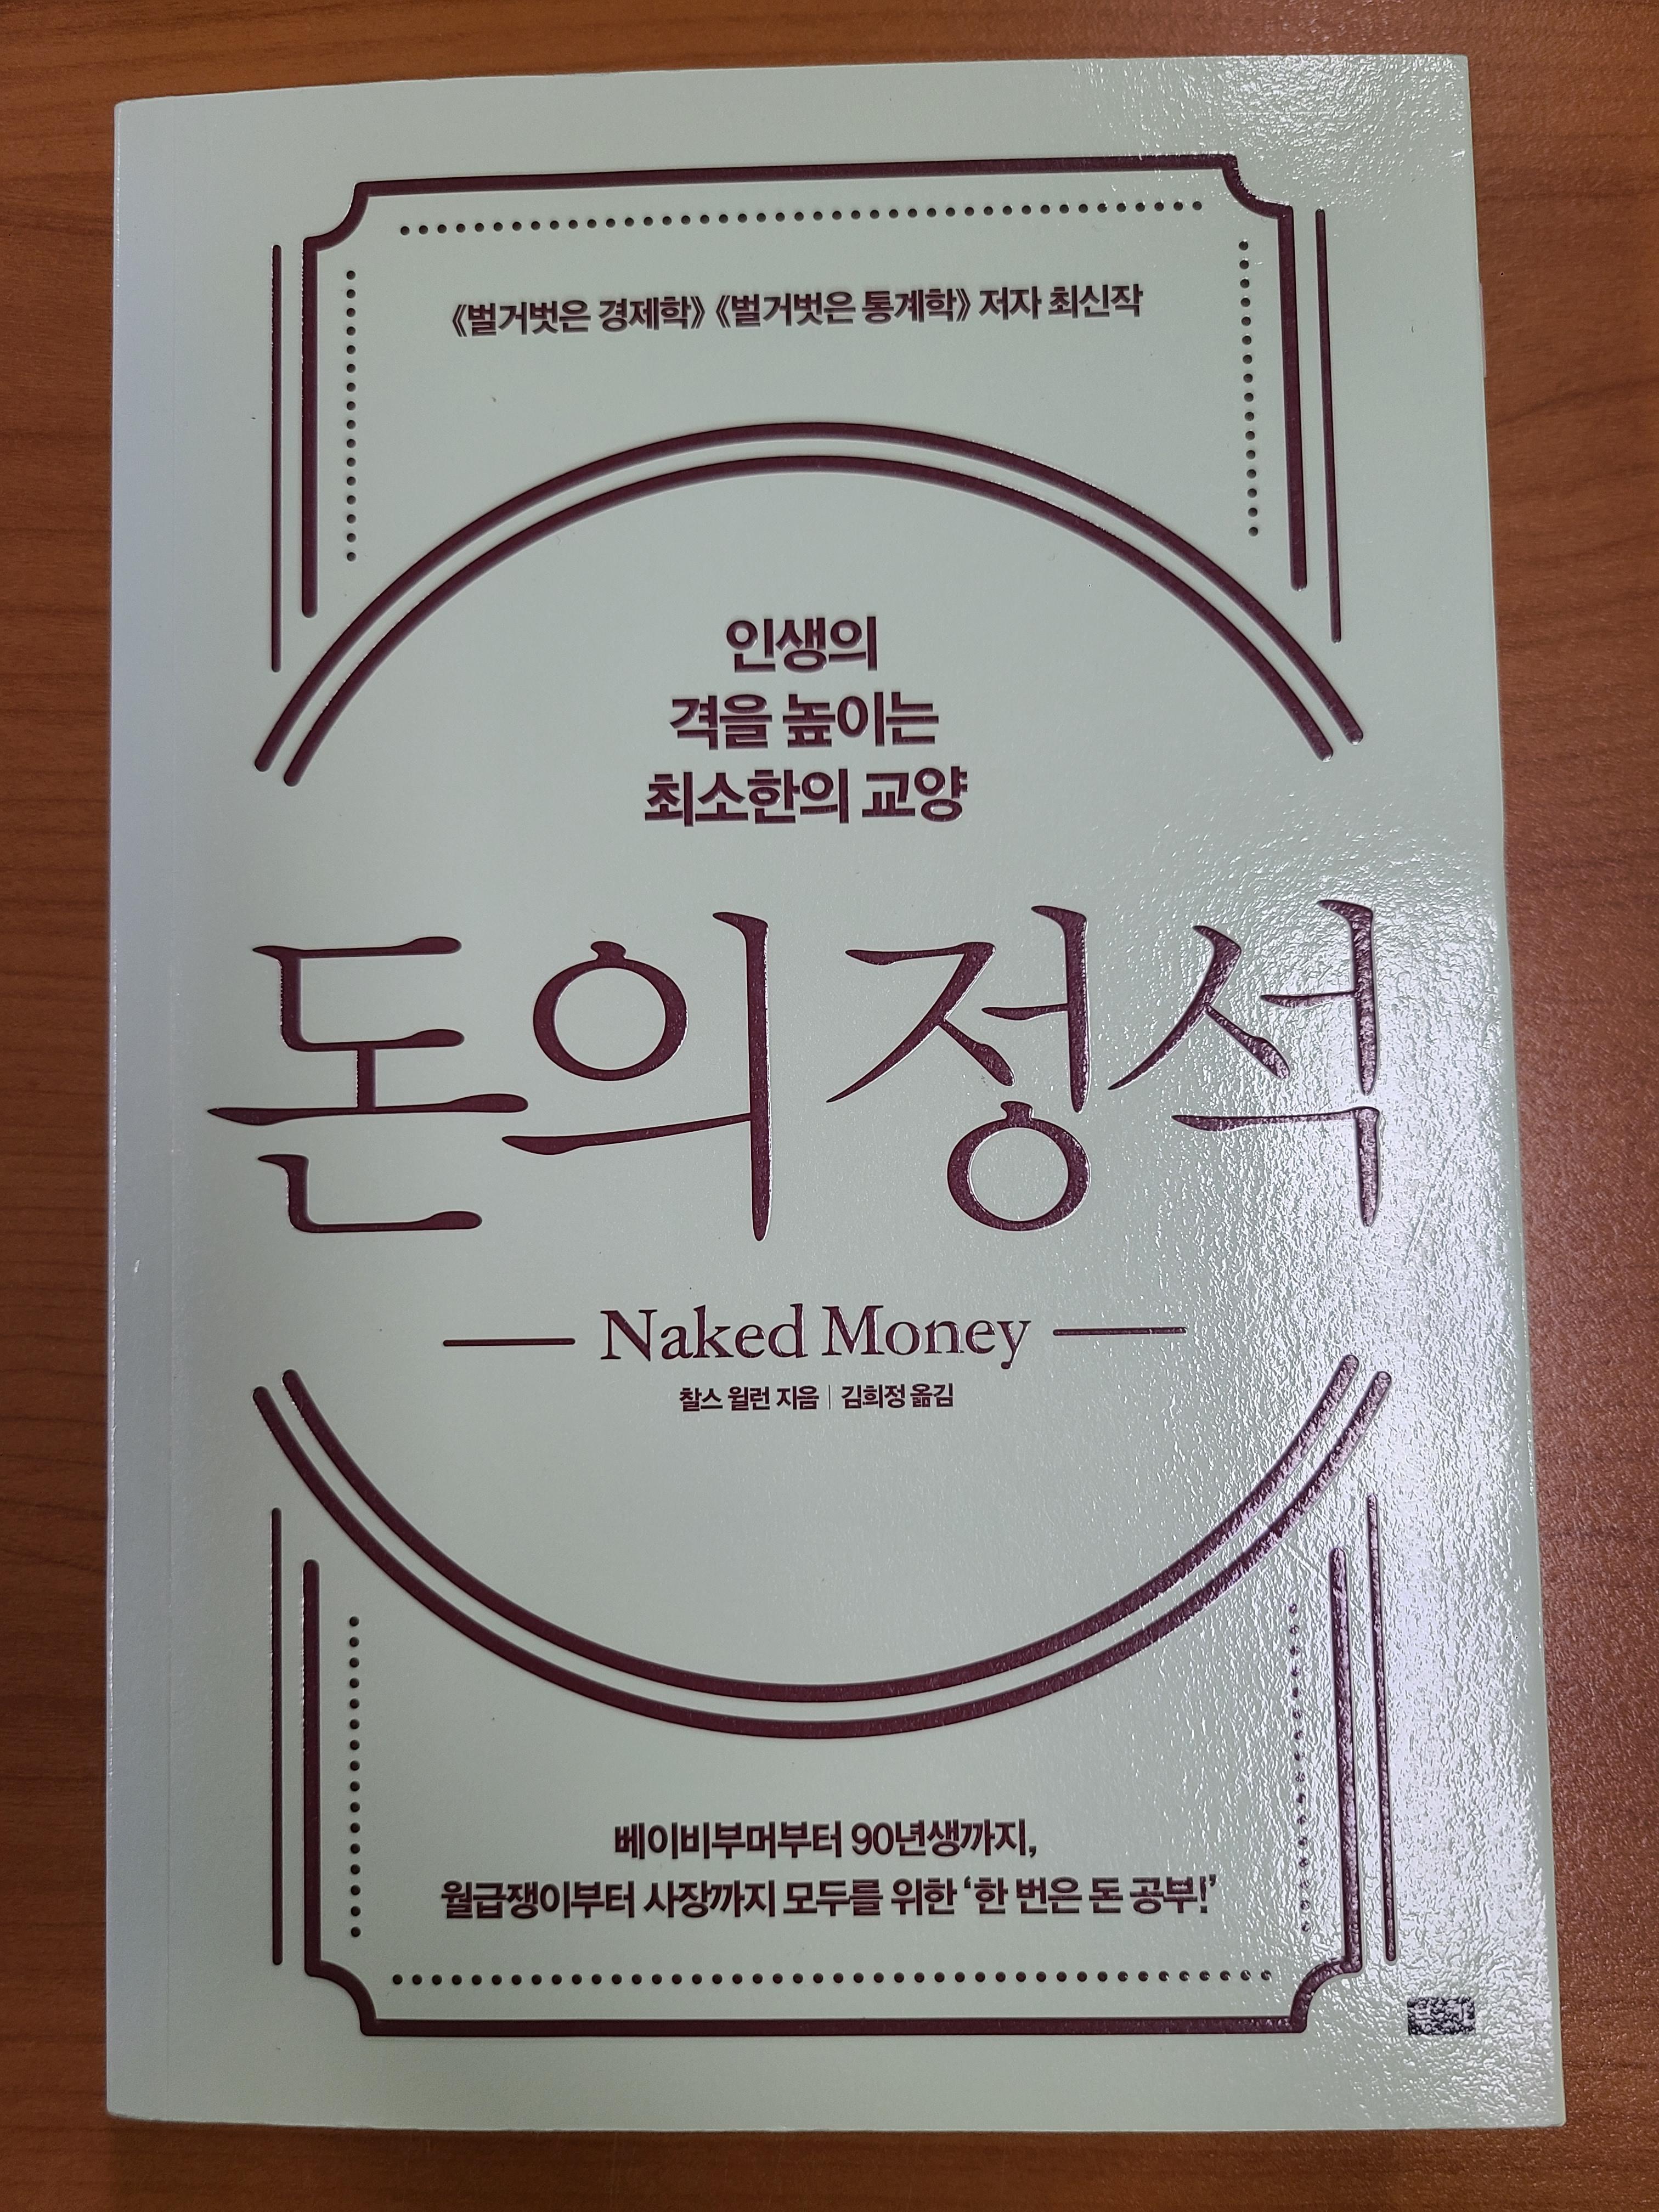 《벌거벗은 경제학》 《벌거벗은 통계학》 저자 최신작
인생의
격을 높이는
최소한의 교양
돈의 정석
Naked Money
찰스 윌런 지음 | 김희정 옮김
베이비부머부터 90년생까지,
월급쟁이부터 사장까지 모두를 위한 ‘한 번은 돈 공부!’